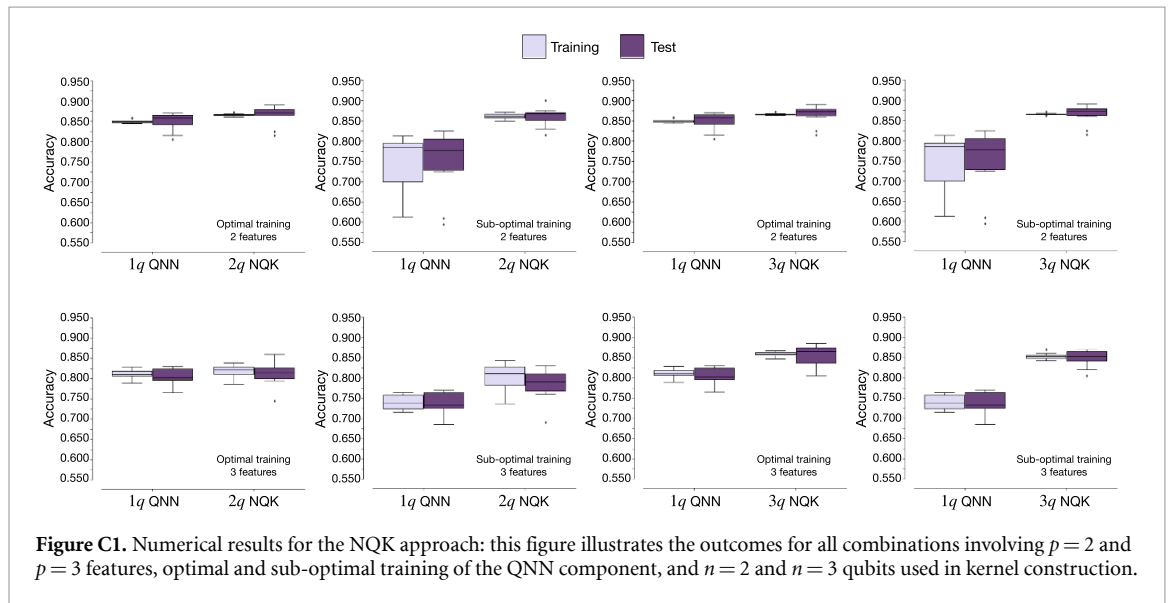 Training Test
0.950
0.900
0.850
0.800
0.750
0.700
0.650
0.600
0.550
Accuracy
Optimal training
2 features
1q QNN 2q NQK
0.950
0.900
0.850
0.800
0.750
0.700
0.650
0.600
0.550
Accuracy
Sub-optimal training
2 features
1q QNN 2q NQK
0.950
0.900
0.850
0.800
0.750
0.700
0.650
0.600
0.550
Accuracy
Optimal training
2 features
1q QNN 3q NQK
0.950
0.900
0.850
0.800
0.750
0.700
0.650
0.600
0.550
Accuracy
Sub-optimal training
2 features
1q QNN 3q NQK
0.950
0.900
0.850
0.800
0.750
0.700
0.650
0.600
0.550
Accuracy
Optimal training
3 features
1q QNN 2q NQK
0.950
0.900
0.850
0.800
0.750
0.700
0.650
0.600
0.550
Accuracy
Sub-optimal training
3 features
1q QNN 2q NQK
0.950
0.900
0.850
0.800
0.750
0.700
0.650
0.600
0.550
Accuracy
Optimal training
3 features
1q QNN 3q NQK
0.950
0.900
0.850
0.800
0.750
0.700
0.650
0.600
0.550
Accuracy
Sub-optimal training
3 features
1q QNN 3q NQK
Figure C1. Numerical results for the NQK approach: this figure illustrates the outcomes for all combinations involving p = 2 and
p = 3 features, optimal and sub-optimal training of the QNN component, and n = 2 and n = 3 qubits used in kernel construction.